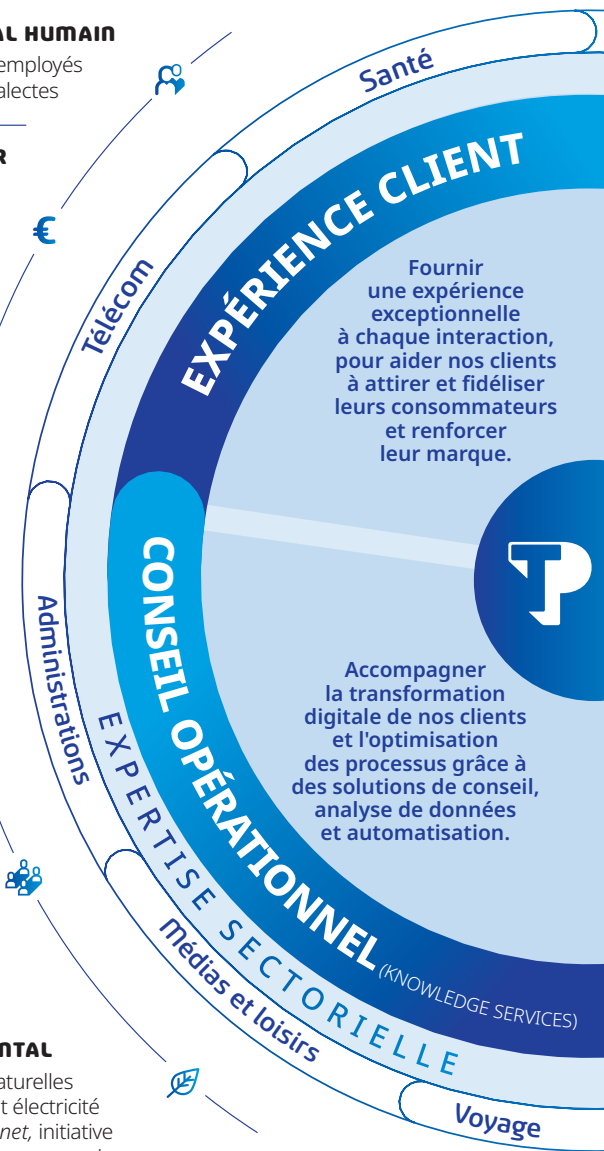 AL HUMAIN
employés
alectes
R
€
Santé
Télécom
Administrations
Médias et loisirs
Voyage
EXPÉRIENCE CLIENT
Fournir
une expérience
exceptionnelle
à chaque interaction,
pour aider nos clients
à attirer et fidéliser
leurs consommateurs
et renforcer
leur marque.
TP
CONSEIL OPÉRATIONNEL (KNOWLEDGE SERVICES)
Accompagner
la transformation
digitale de nos clients
et l'optimisation
des processus grâce à
des solutions de conseil,
analyse de données
et automatisation.
EXPERTISE SECTORIELLE
NTAL
aturelles
t électricité
net, initiative